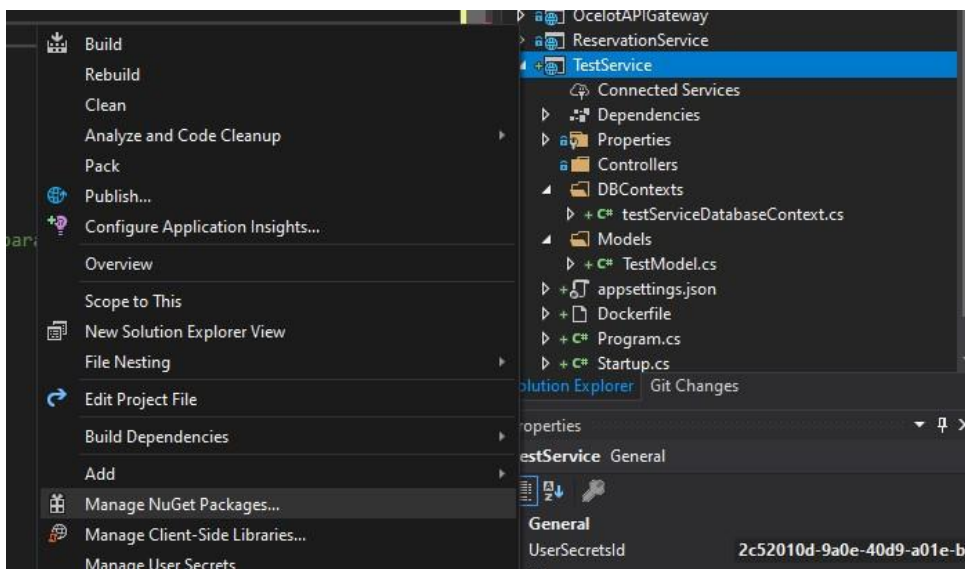 Build
Rebuild
Clean
Analyze and Code Cleanup
Pack
Publish...
Configure Application Insights...
Overview
Scope to This
New Solution Explorer View
File Nesting
Edit Project File
Build Dependencies
Add
Manage NuGet Packages...
Manage Client-Side Libraries...
Manage User Secrets
OcelotAPIGateway
ReservationService
TestService
Connected Services
Dependencies
Properties
Controllers
DBContexts
C# testServiceDatabaseContext.cs
Models
C# TestModel.cs
appsettings.json
Dockerfile
C# Program.cs
C# Startup.cs
olution Explorer Git Changes
roperties
estService General
General
UserSecretsId 2c52010d-9a0e-40d9-a01e-b